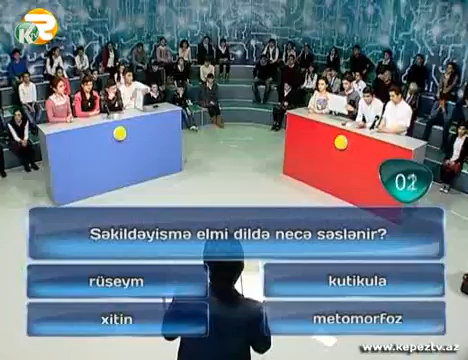 K
02
Şəkildəyişmə elmi dildə necə səslənir?
rüseym
kutikula
xitin
metomorfoz
www.kepeztv.az